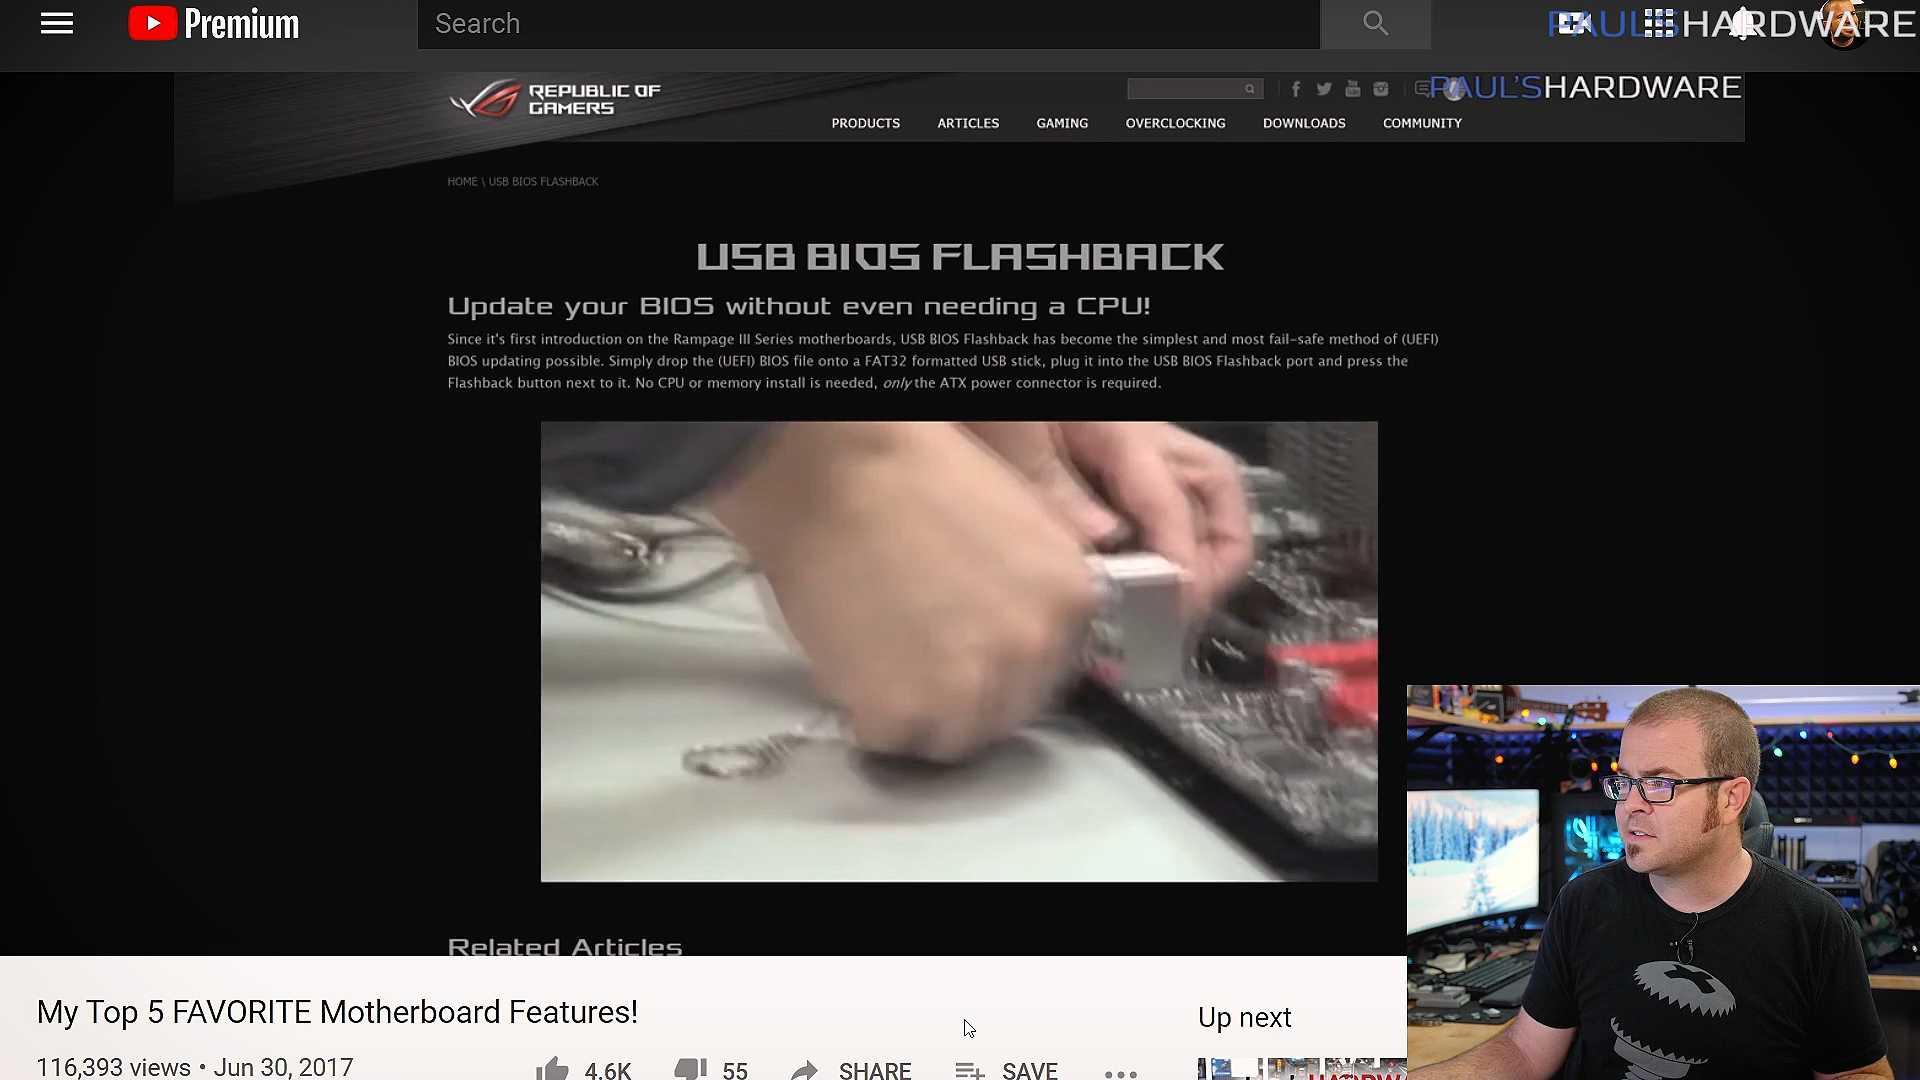 Premium
Search
PAUL'SHARDWARE
REPUBLIC OF
GAMERS
PAUL'SHARDWARE
PRODUCTS ARTICLES GAMING OVERCLOCKING DOWNLOADS COMMUNITY
HOME \ USB BIOS FLASHBACK
USB BIOS FLASHBACK
Update your BIOS without even needing a CPU!
Since it's first introduction on the Rampage III Series motherboards, USB BIOS Flashback has become the simplest and most fail-safe method of (UEFI)
BIOS updating possible. Simply drop the (UEFI) BIOS file onto a FAT32 formatted USB stick, plug it into the USB BIOS Flashback port and press the
Flashback button next to it. No CPU or memory install is needed, only the ATX power connector is required.
Related Articles
My Top 5 FAVORITE Motherboard Features!
Up next
116,393 views • Jun 30, 2017
4.6K 55 SHARE SAVE